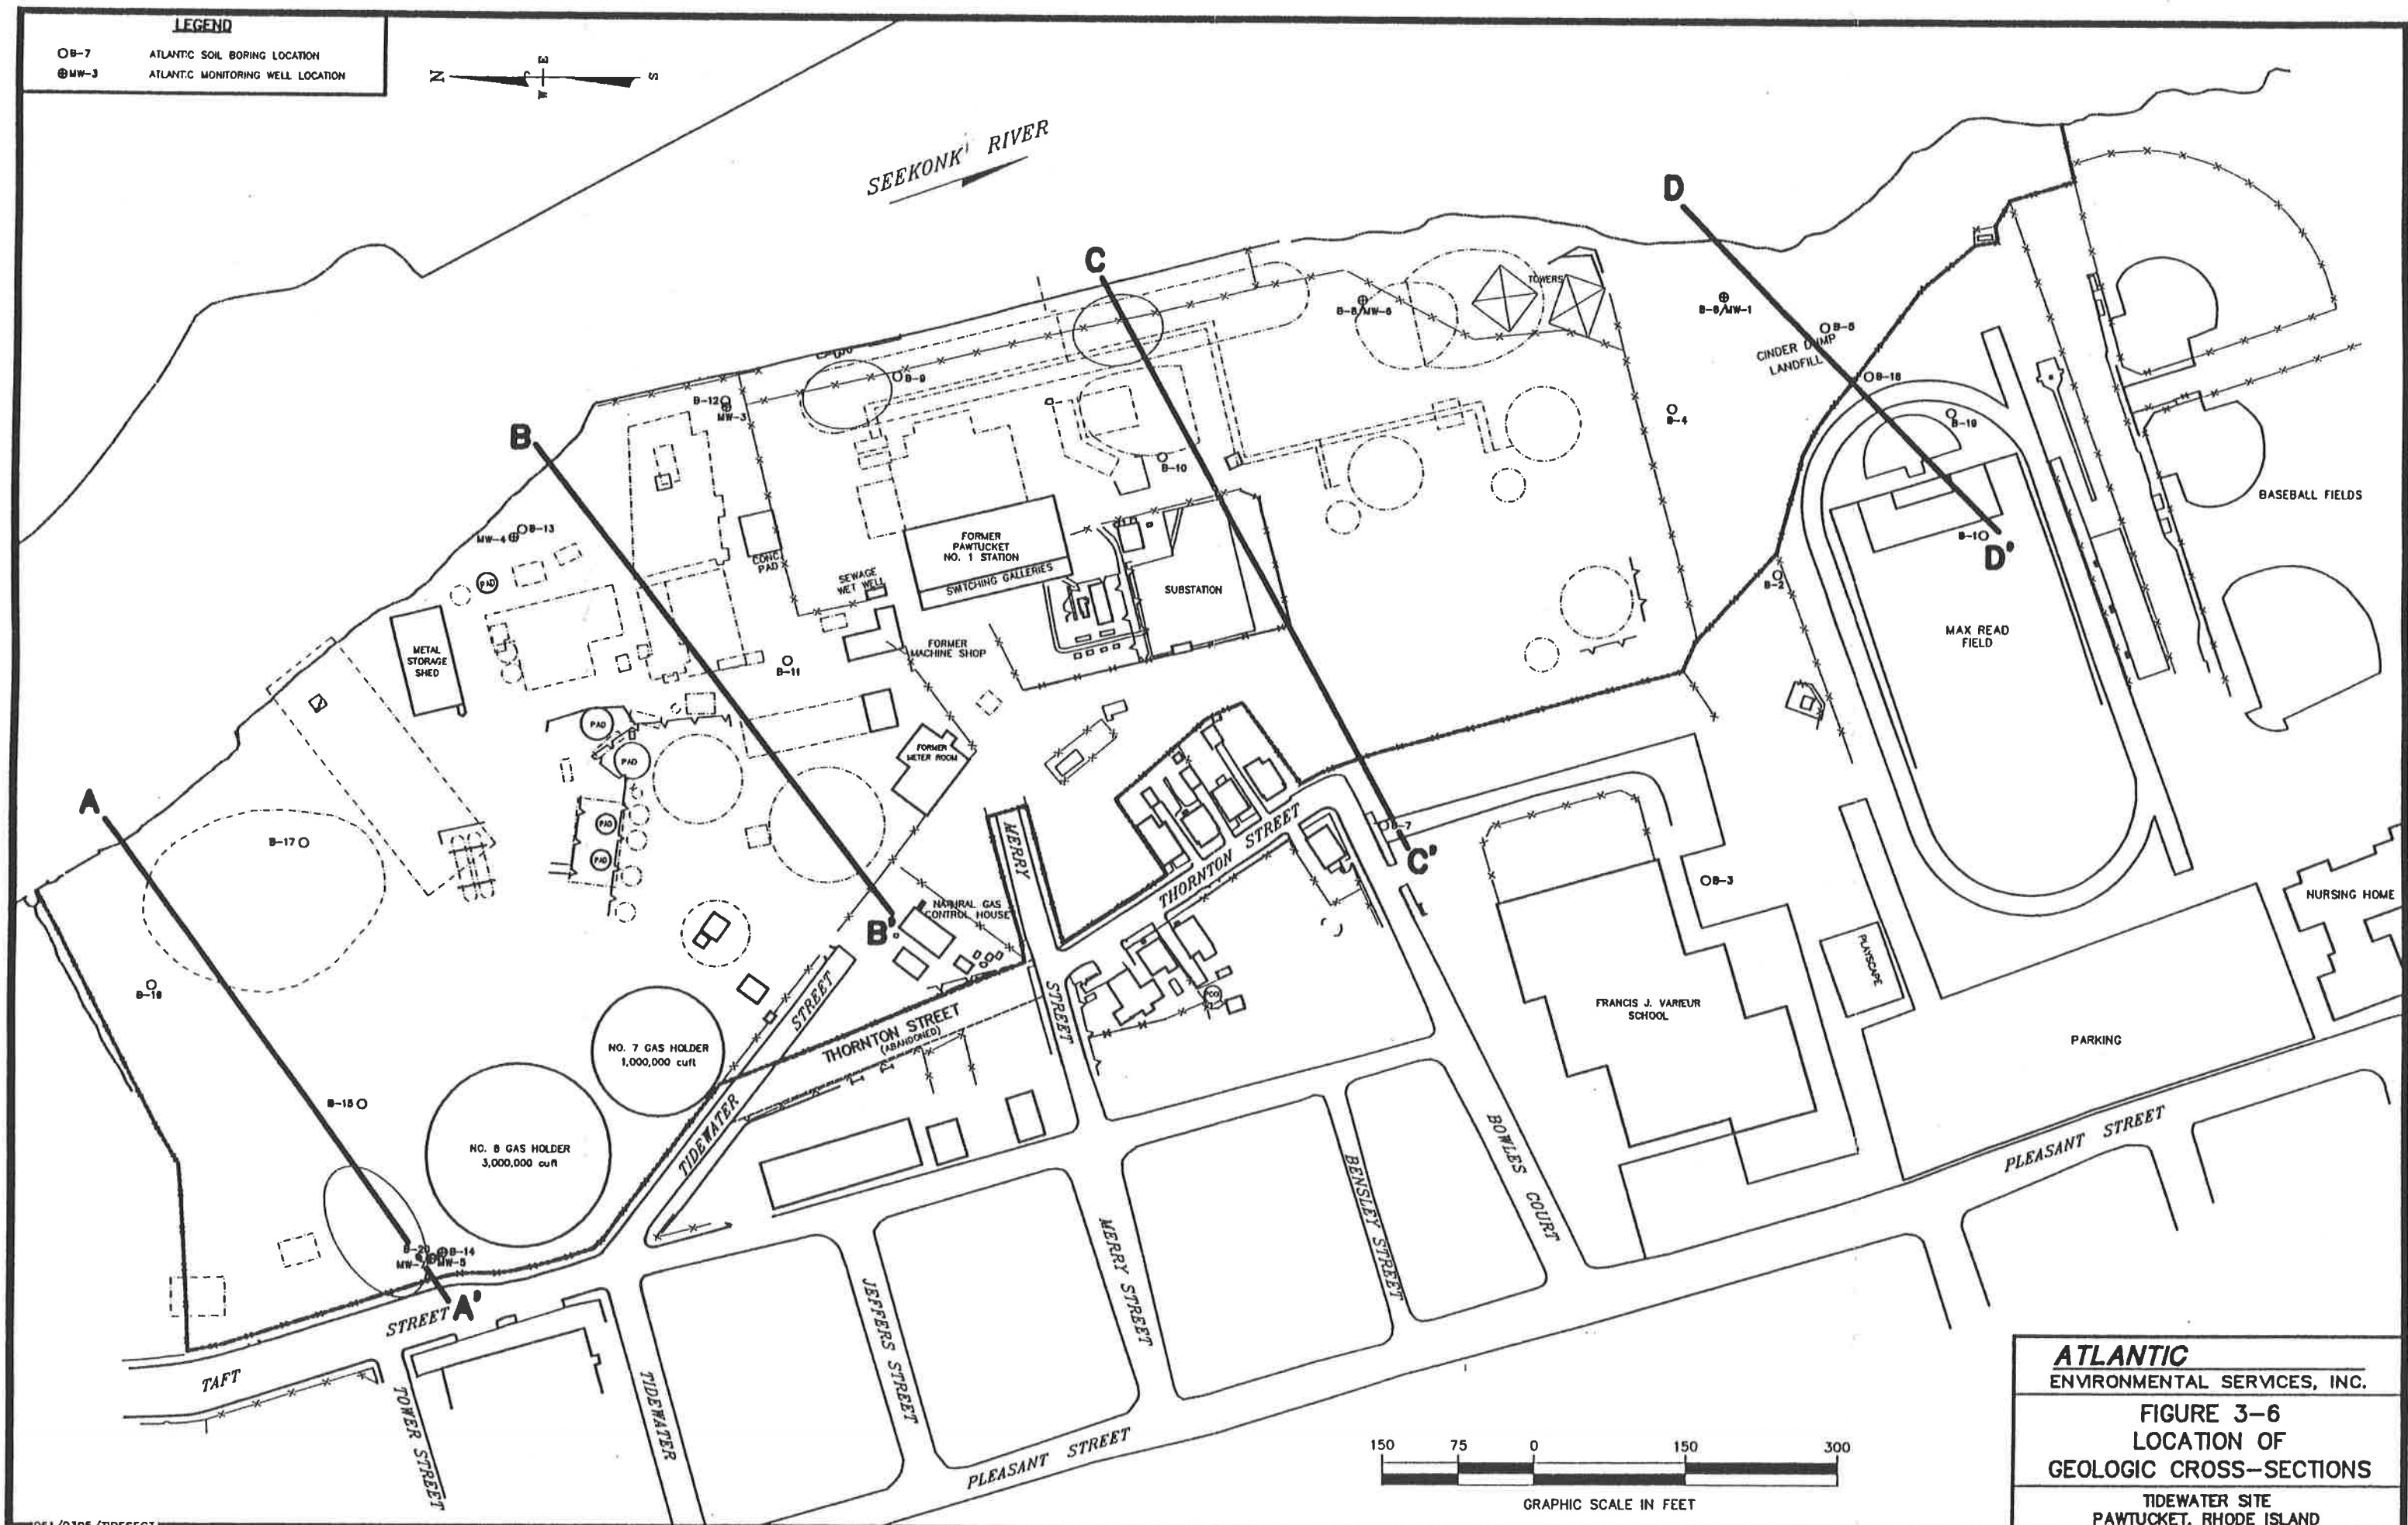 LEGEND
B-7 ATLANTIC SOIL BORING LOCATION
MW-3 ATLANTIC MONITORING WELL LOCATION
N
E
W
S
SEEKONK RIVER
A
B
C
D
B-12
MW-3
B-9
B-10
B-8/MW-6
TOWERS
B-6/MW-1
B-5
CINDER DUMP
LANDFILL
B-18
B-19
B-4
B-1
D'
B-2
BASEBALL FIELDS
MAX READ
FIELD
B-13
MW-4
PAD
CONC.
PAD
SEWAGE
WET WELL
FORMER
PAWTUCKET
NO. 1 STATION
SWITCHING GALLERIES
SUBSTATION
FORMER
MACHINE SHOP
METAL
STORAGE
SHED
B-11
PAD
PAD
FORMER
METER ROOM
PAD
PAD
B-17
MERRY
STREET
THORNTON STREET
B-7
C'
B-3
NATURAL GAS
CONTROL HOUSE
B'
NURSING HOME
PLAYSCAPE
FRANCIS J. VARIEUR
SCHOOL
PARKING
THORNTON STREET
(ABANDONED)
TIDEWATER STREET
NO. 7 GAS HOLDER
1,000,000 cuft
B-15
NO. 8 GAS HOLDER
3,000,000 cuft
B-20
B-14
MW-5
A'
TAFT STREET
TOWER STREET
TIDEWATER
JEFFERS STREET
MERRY STREET
BENSLEY STREET
BOWLES COURT
PLEASANT STREET
PLEASANT STREET
150 75 0 150 300
GRAPHIC SCALE IN FEET
ATLANTIC
ENVIRONMENTAL SERVICES, INC.
FIGURE 3-6
LOCATION OF
GEOLOGIC CROSS-SECTIONS
TIDEWATER SITE
PAWTUCKET, RHODE ISLAND